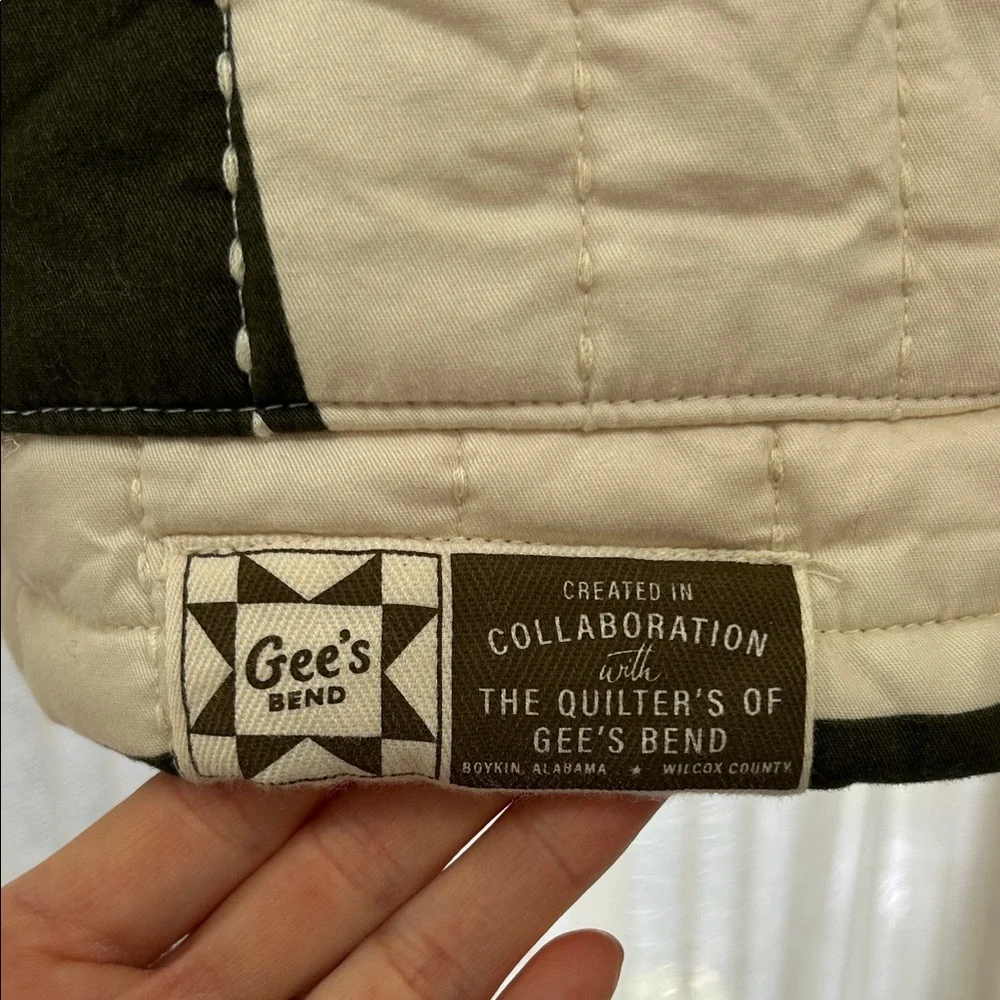 Gee's
BEND
CREATED IN
COLLABORATION
with
THE QUILTER'S OF
GEE'S BEND
BOYKIN, ALABAMA ★ WILCOX COUNTY